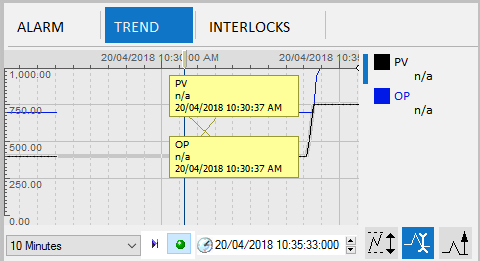 ALARM TREND INTERLOCKS
20/04/2018 10:30:00 AM 20/04/2018 10:35
1,000.00
750.00
500.00
250.00
0.00
PV
n/a
20/04/2018 10:30:37 AM
OP
n/a
20/04/2018 10:30:37 AM
PV
n/a
OP
n/a
10 Minutes
20/04/2018 10:35:33:000